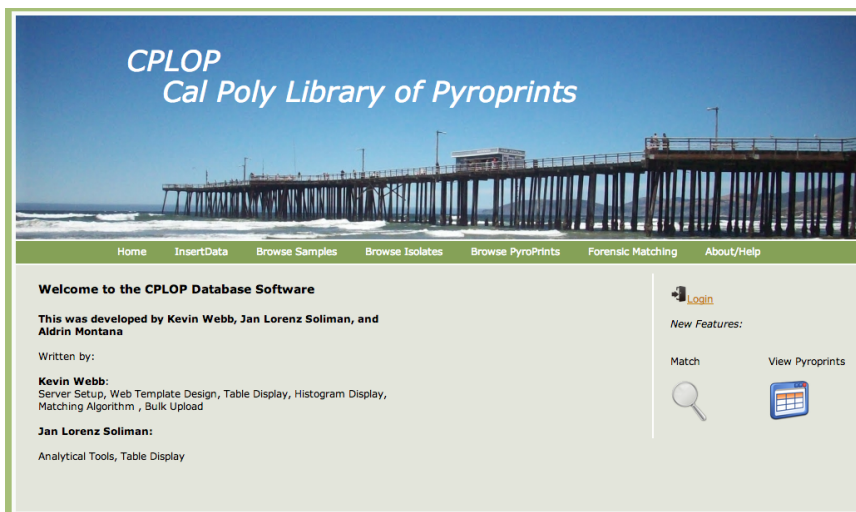 CPLOP
Cal Poly Library of Pyroprints
Home InsertData Browse Samples Browse Isolates Browse PyroPrints Forensic Matching About/Help
Welcome to the CPLOP Database Software
This was developed by Kevin Webb, Jan Lorenz Soliman, and
Aldrin Montana
Written by:
Kevin Webb:
Server Setup, Web Template Design, Table Display, Histogram Display,
Matching Algorithm , Bulk Upload
Jan Lorenz Soliman:
Analytical Tools, Table Display
Login
New Features:
Match View Pyroprints